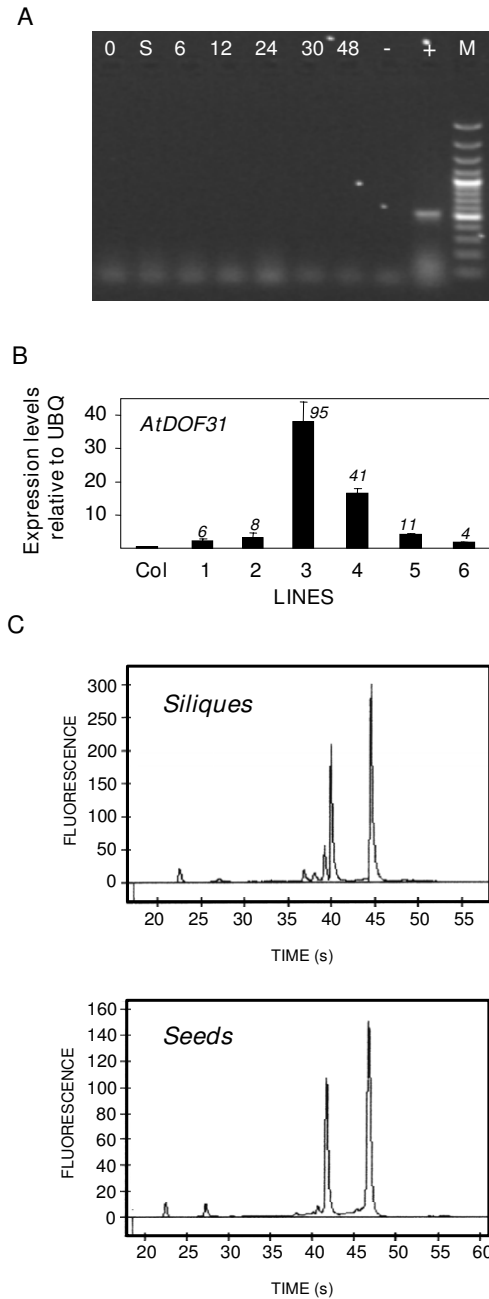 A
0 S 6 12 24 30 48 - + M
B
Expression levels
relative to UBQ
40
30
20
10
AtDOF31
6 8 95 41 11 4
Col 1 2 3 4 5 6
LINES
C
FLUORESCENCE
300
250
200
150
100
50
0
Siliques
20 25 30 35 40 45 50 55
TIME (s)
FLUORESCENCE
160
140
120
100
80
60
40
20
0
Seeds
20 25 30 35 40 45 50 55 60
TIME (s)